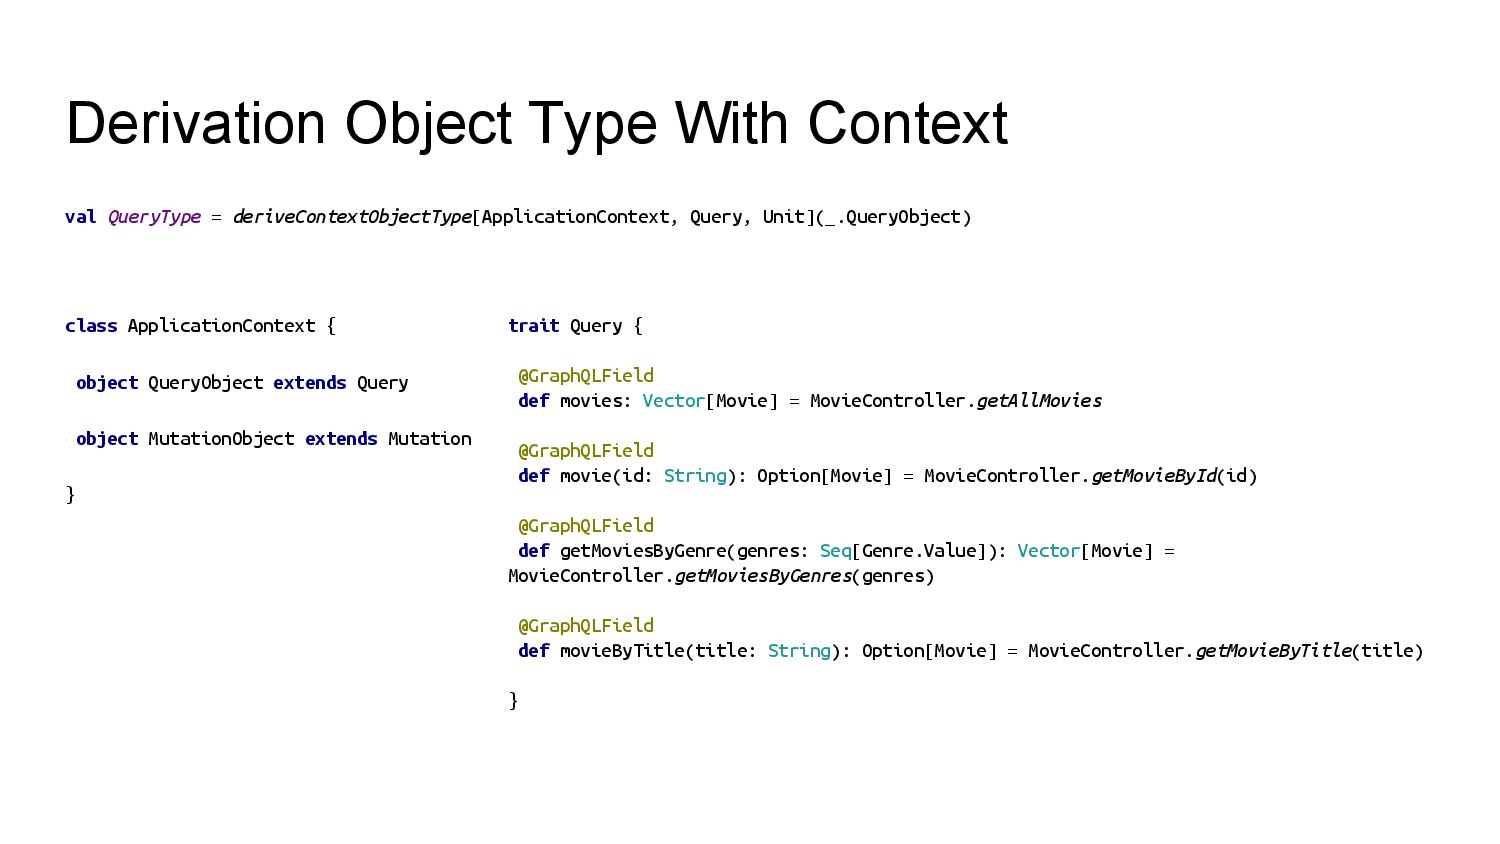 Derivation Object Type With Context
val QueryType = deriveContextObjectType[ApplicationContext, Query, Unit](_.QueryObject)
class ApplicationContext {
object QueryObject extends Query
object MutationObject extends Mutation
}
trait Query {
@GraphQLField
def movies: Vector[Movie] = MovieController.getAllMovies
@GraphQLField
def movie(id: String): Option[Movie] = MovieController.getMovieById(id)
@GraphQLField
def getMoviesByGenre(genres: Seq[Genre.Value]): Vector[Movie] =
MovieController.getMoviesByGenres(genres)
@GraphQLField
def movieByTitle(title: String): Option[Movie] = MovieController.getMovieByTitle(title)
}